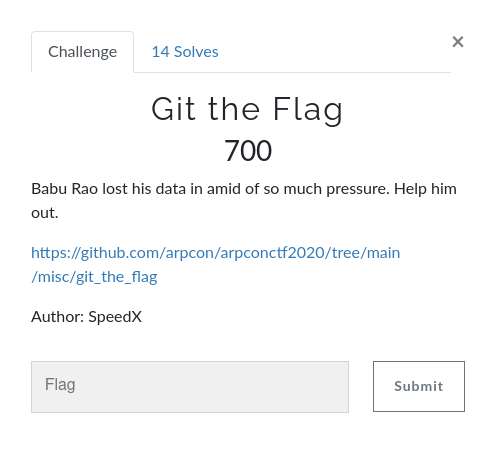 Challenge
14 Solves
×
Git the Flag
700
Babu Rao lost his data in amid of so much pressure. Help him
out.
https://github.com/arpcon/arpconctf2020/tree/main
/misc/git_the_flag
Author: SpeedX
Flag
Submit